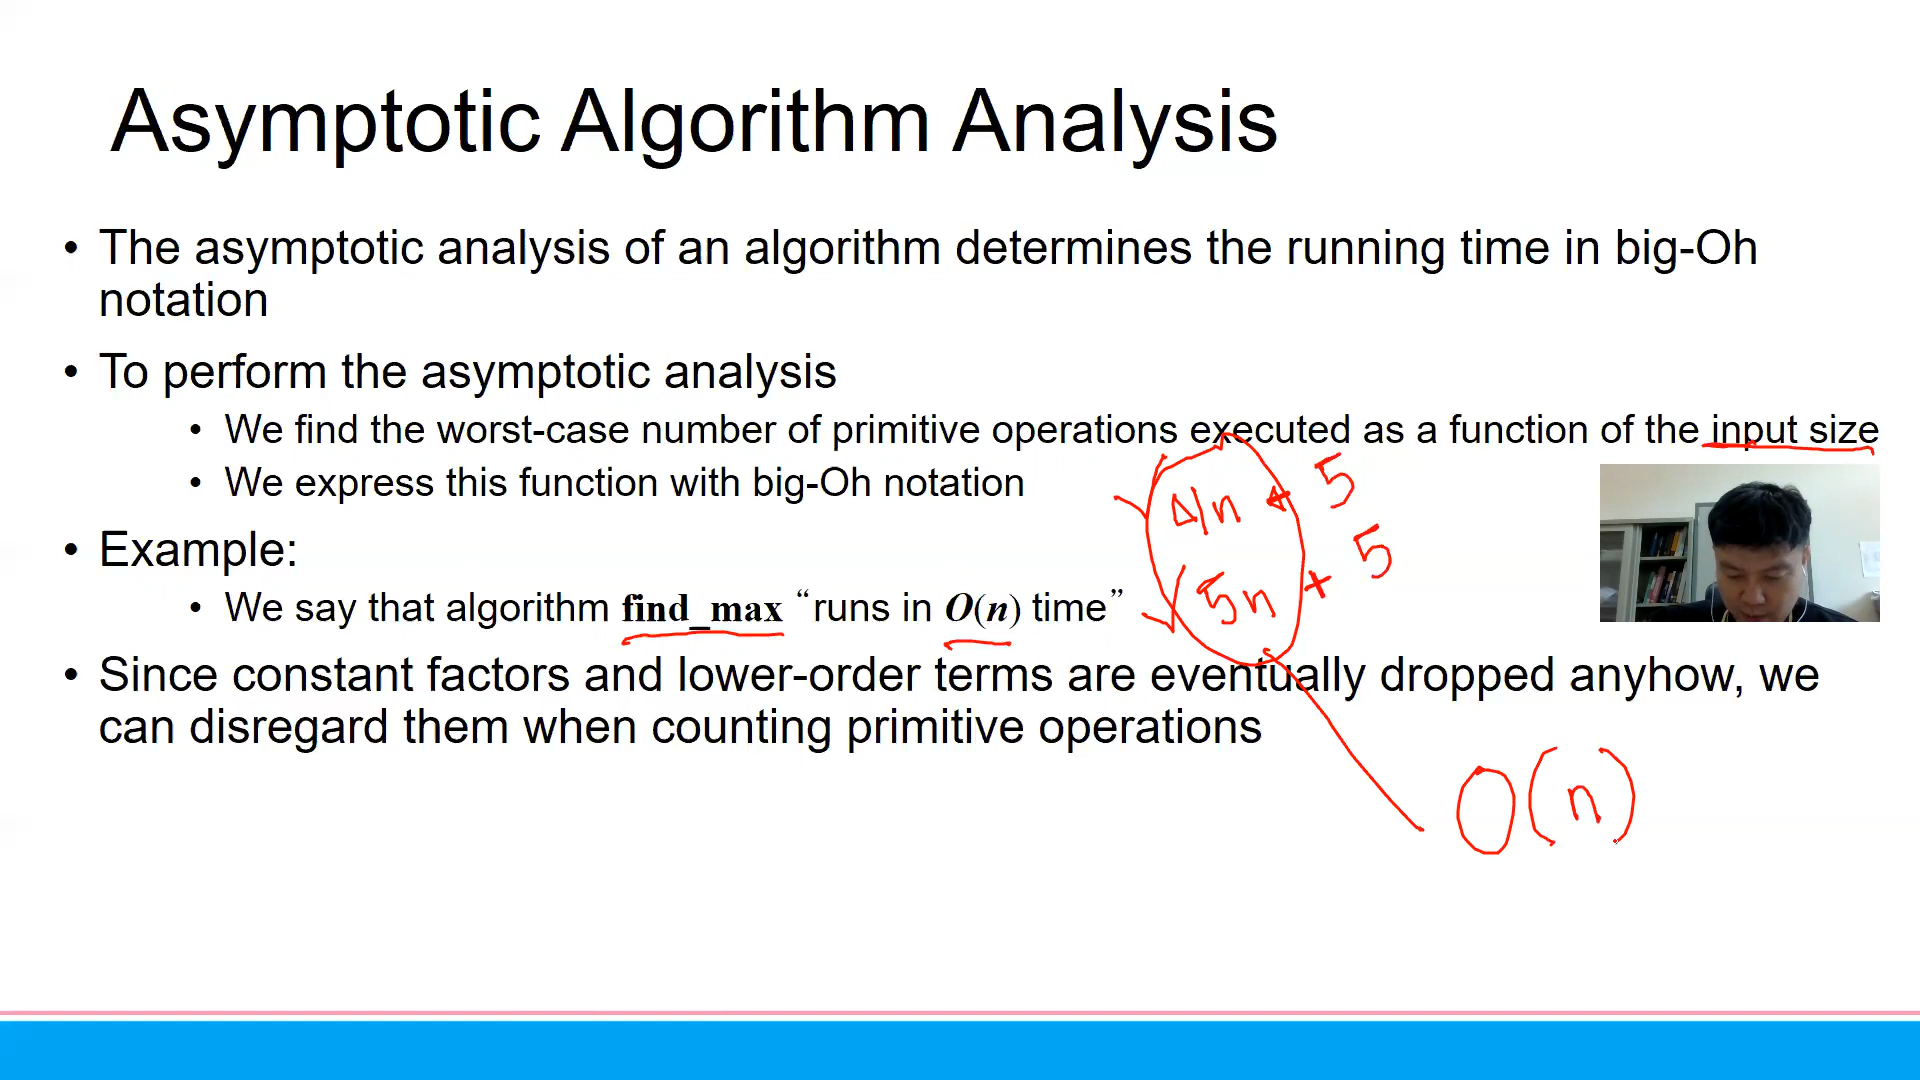 Asymptotic Algorithm Analysis
• The asymptotic analysis of an algorithm determines the running time in big-Oh
notation
• To perform the asymptotic analysis
• We find the worst-case number of primitive operations executed as a function of the input size
• We express this function with big-Oh notation
4n + 5
• Example:
5n + 5
• We say that algorithm find_max “runs in O(n) time”
• Since constant factors and lower-order terms are eventually dropped anyhow, we
can disregard them when counting primitive operations
O(n)